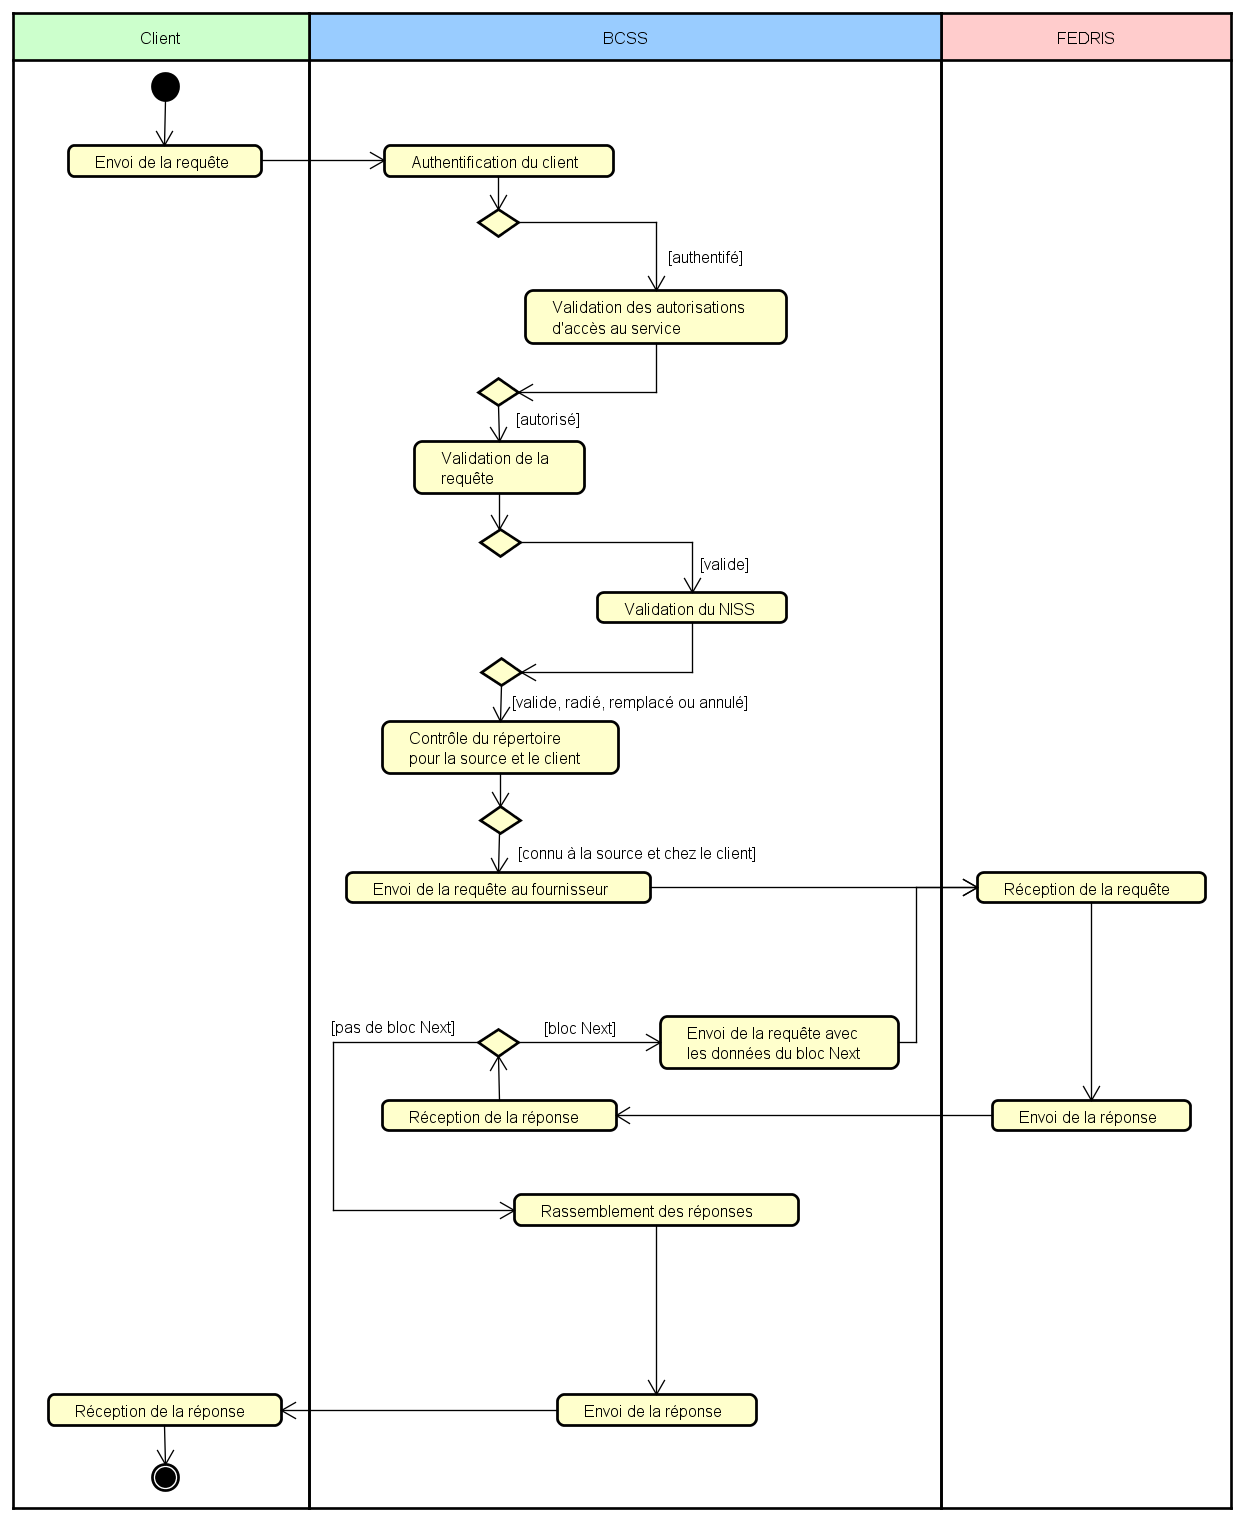 Client
BCSS
FEDRIS
Envoi de la requête
Authentification du client
[authentifé]
Validation des autorisations
d'accès au service
[autorisé]
Validation de la
requête
[valide]
Validation du NISS
[valide, radié, remplacé ou annulé]
Contrôle du répertoire
pour la source et le client
[connu à la source et chez le client]
Envoi de la requête au fournisseur
Réception de la requête
[pas de bloc Next]
[bloc Next]
Envoi de la requête avec
les données du bloc Next
Réception de la réponse
Envoi de la réponse
Rassemblement des réponses
Réception de la réponse
Envoi de la réponse